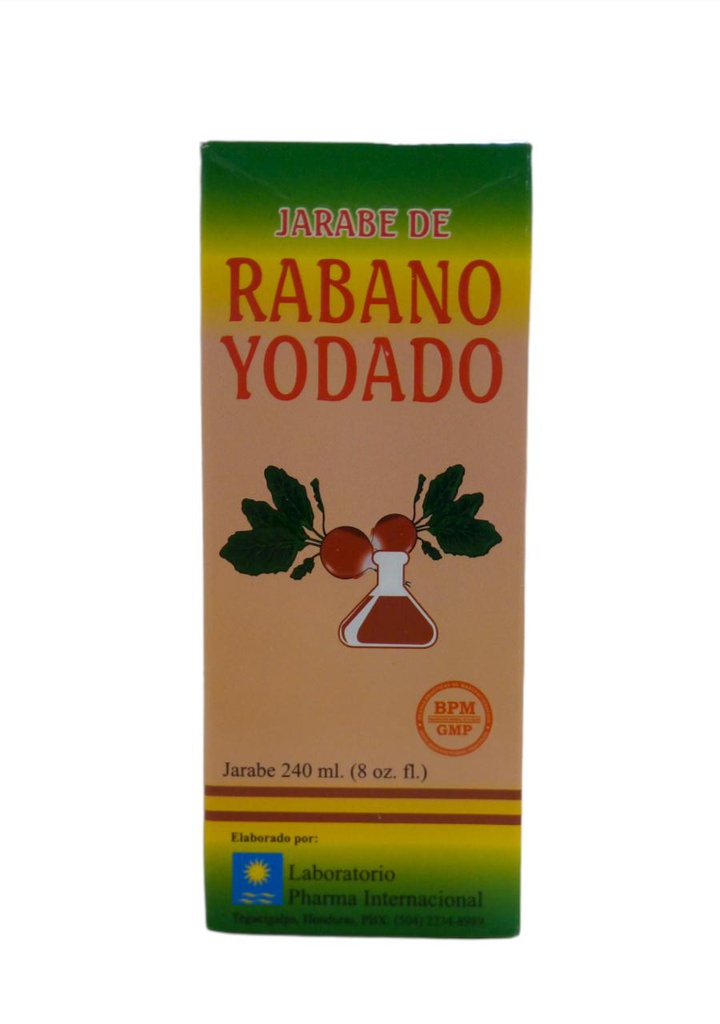 JARABE DE
RABANO
YODADO
BPM
GMP
Jarabe 240 ml. (8 oz. fl.)
Elaborado por:
Laboratorio
Pharma Internacional
Tegucigalpa, Honduras, PBX: (504) 2234-8989